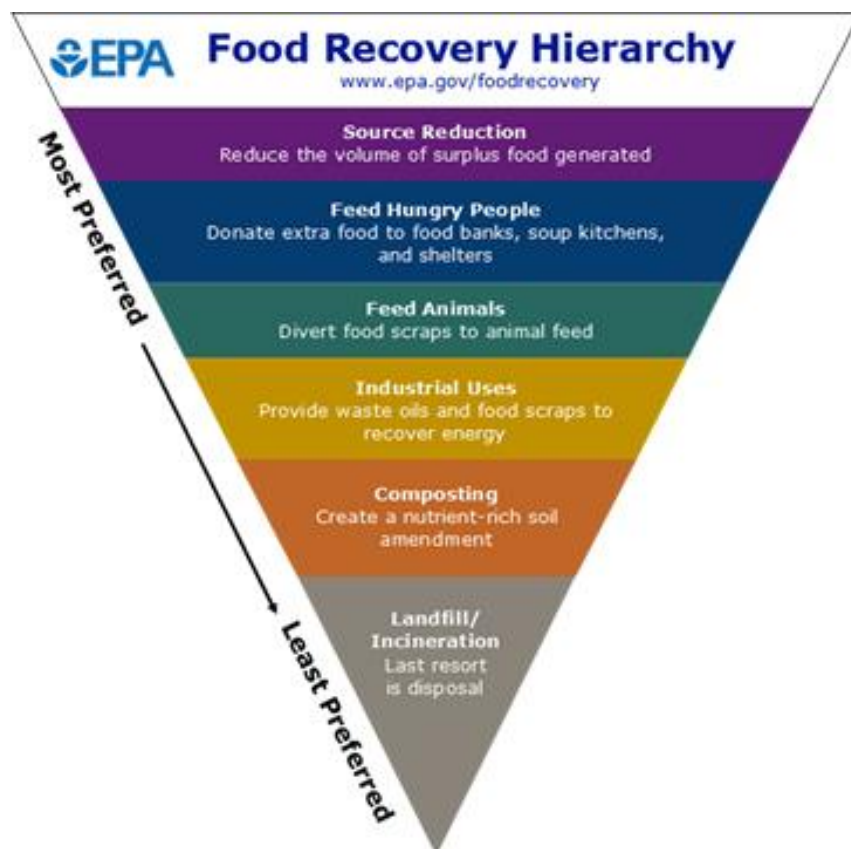 EPA Food Recovery Hierarchy
www.epa.gov/foodrecovery
Most Preferred
Source Reduction
Reduce the volume of surplus food generated
Feed Hungry People
Donate extra food to food banks, soup kitchens,
and shelters
Feed Animals
Divert food scraps to animal feed
Industrial Uses
Provide waste oils and food scraps to
recover energy
Composting
Create a nutrient-rich soil
amendment
Landfill/
Incineration
Last resort
is disposal
Least Preferred